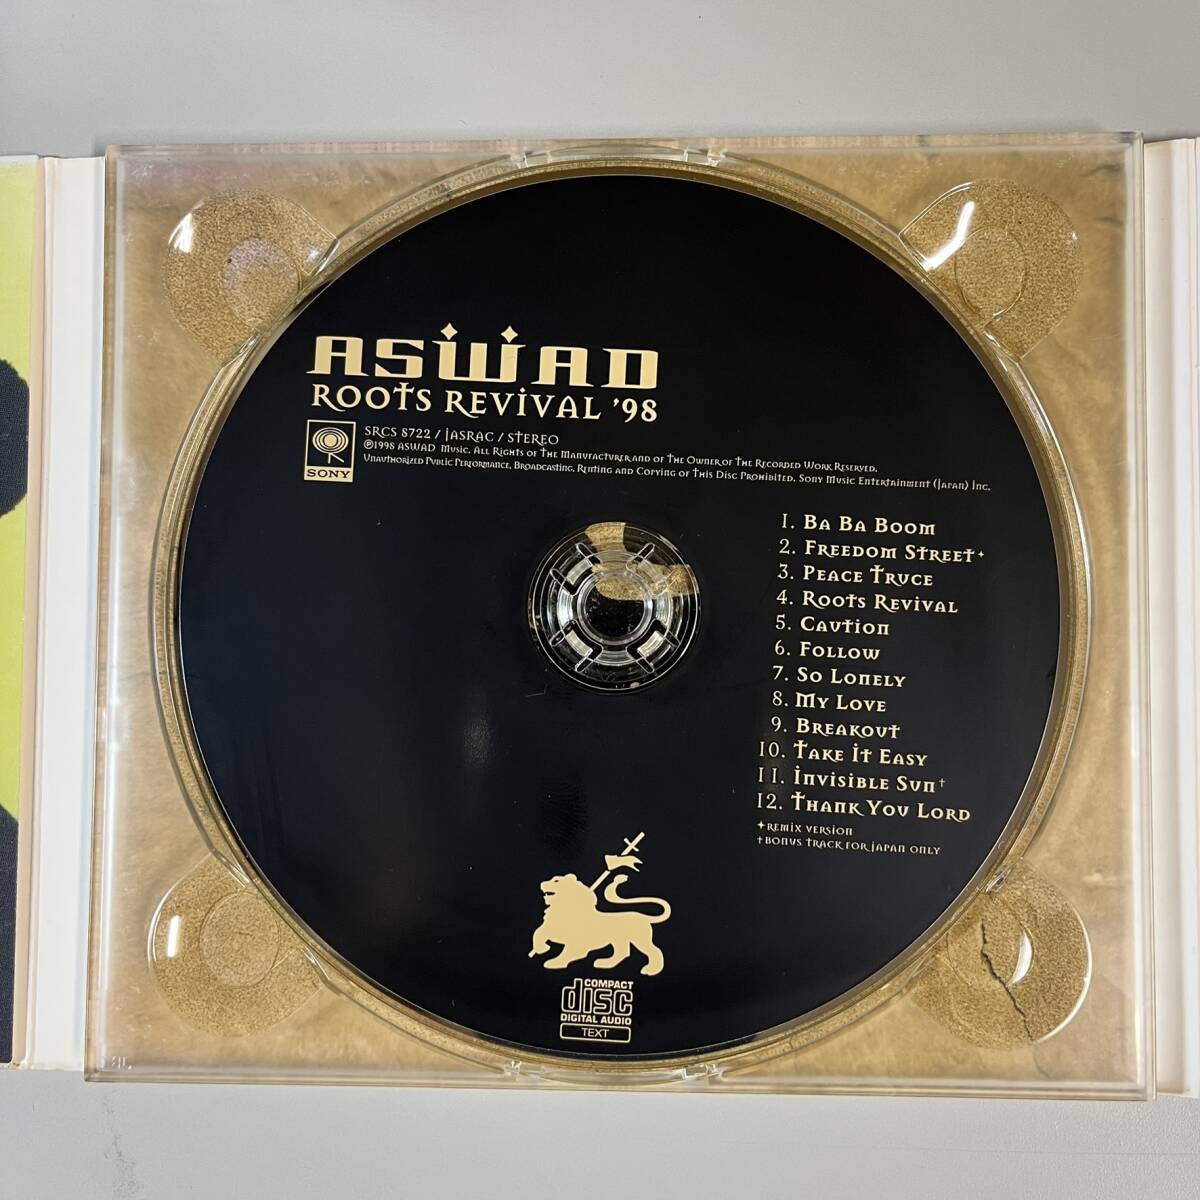 ASWAD
ROOTS REVIVAL '98
SONY
SRCS 8722 / JASRAC / STEREO
℗1998 ASWAD Music. All Rights of The Manufacturer and of The Owner of The Recorded Work Reserved.
Unauthorized Public Performance, Broadcasting, Renting and Copying of This Disc Prohibited. Sony Music Entertainment (Japan) Inc.
1. Ba Ba Boom
2. Freedom Street✦
3. Peace Truce
4. Roots Revival
5. Caution
6. Follow
7. So Lonely
8. My Love
9. Breakout
10. Take it Easy
11. Invisible Sun†
12. Thank You Lord
✦REMIX VERSION
†BONUS TRACK FOR JAPAN ONLY
COMPACT
disc
DIGITAL AUDIO
TEXT